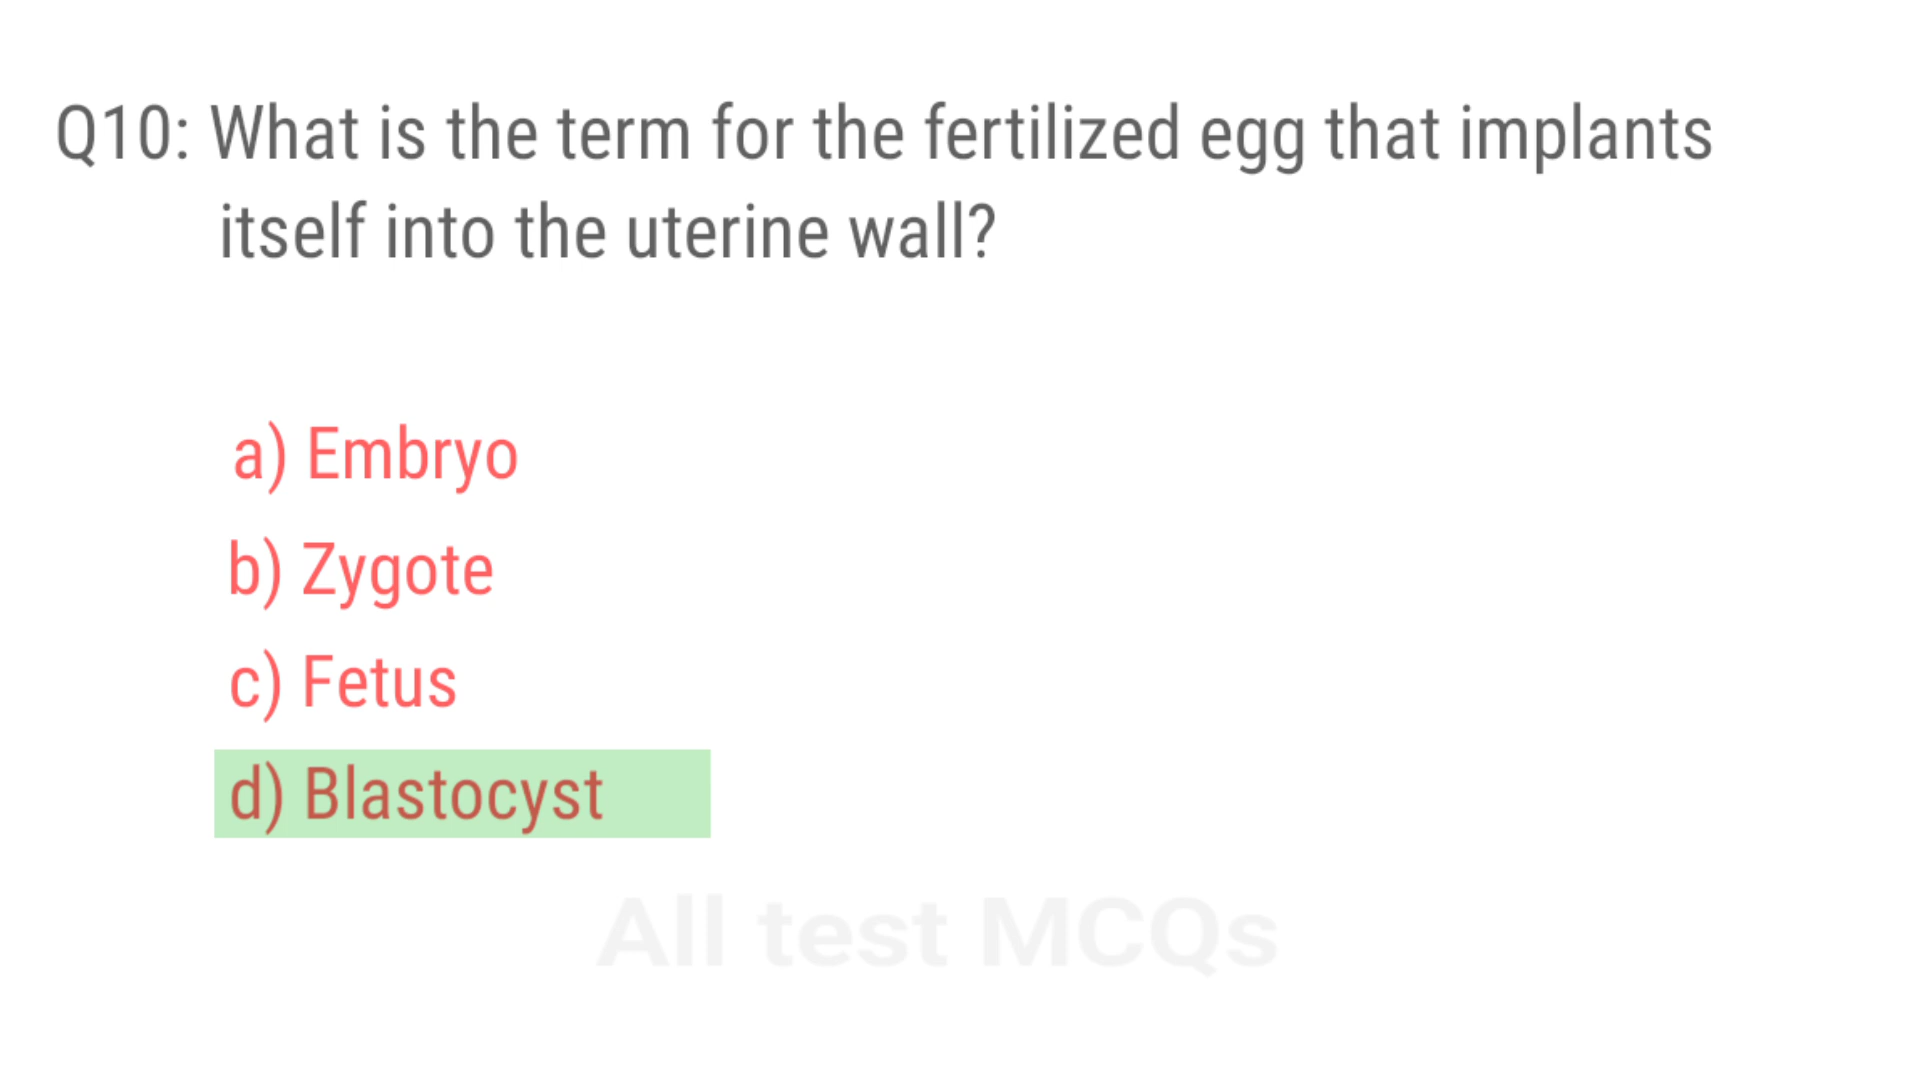 Q10: What is the term for the fertilized egg that implants
itself into the uterine wall?
a) Embryo
b) Zygote
c) Fetus
d) Blastocyst
All test MCQs